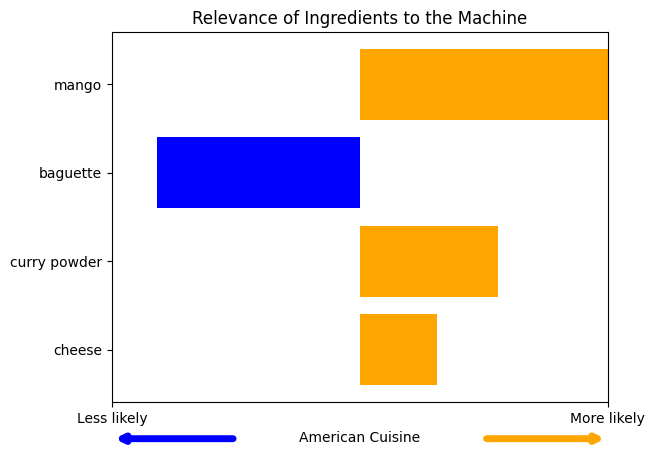 Relevance of Ingredients to the Machine
mango
baguette
curry powder
cheese
Less likely
More likely
American Cuisine